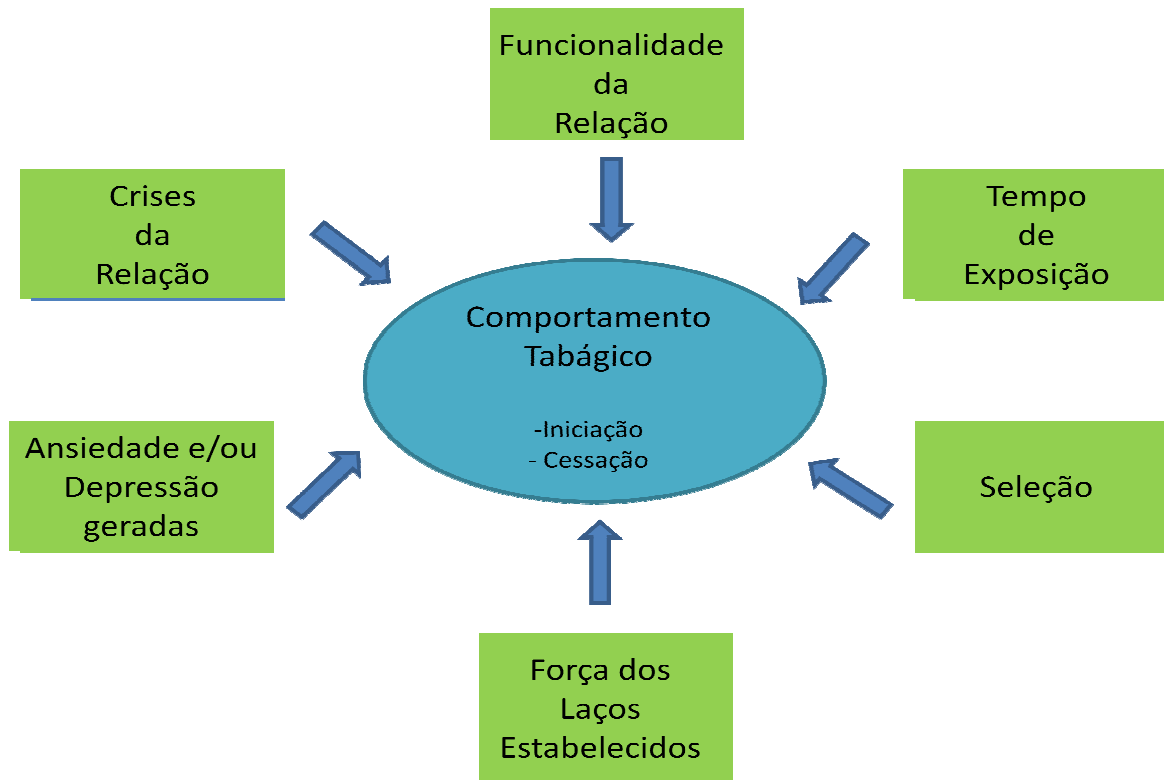 Funcionalidade
da
Relação
Crises
da
Relação
Tempo
de
Exposição
Comportamento
Tabágico
-Iniciação
- Cessação
Ansiedade e/ou
Depressão
geradas
Seleção
Força dos
Laços
Estabelecidos